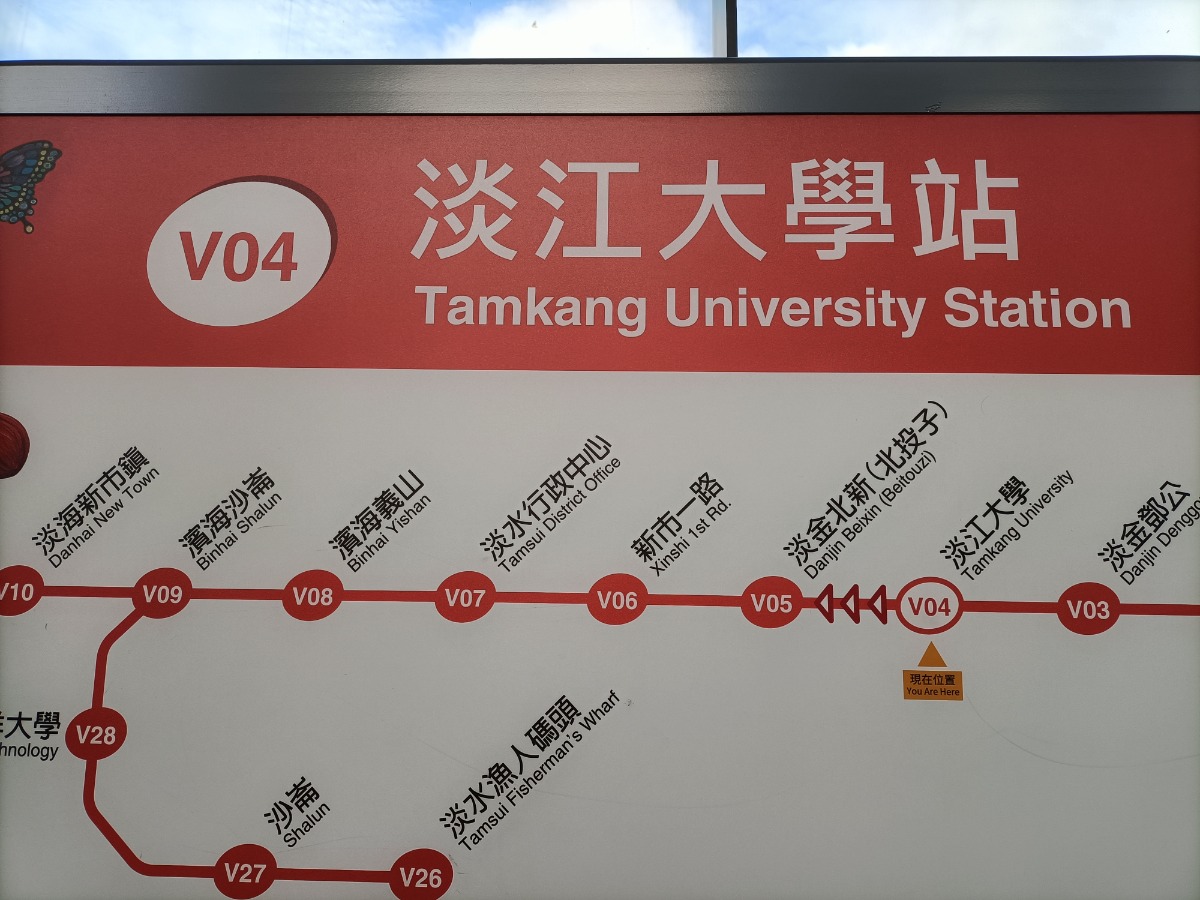 V04
淡江大學站
Tamkang University Station
淡海新市鎮
Danhai New Town
濱海沙崙
Binhai Shalun
濱海義山
Binhai Yishan
淡水行政中心
Tamsui District Office
新市一路
Xinshi 1st Rd.
淡金北新(北投子)
Danjin Beixin (Beitouzi)
淡江大學
Tamkang University
淡金鄧公
Danjin Denggong
V10
V09
V08
V07
V06
V05
V04
V03
現在位置
You Are Here
大學
hnology
V28
沙崙
Shalun
淡水漁人碼頭
Tamsui Fisherman's Wharf
V27
V26